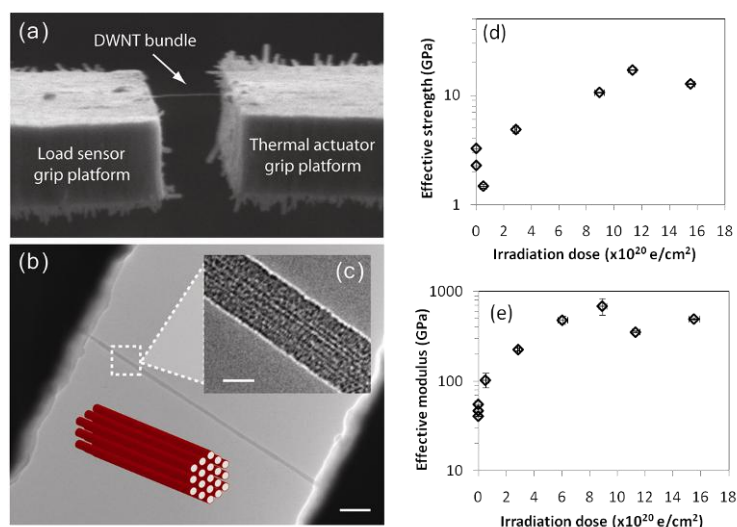 (a)
DWNT bundle
Load sensor
grip platform
Thermal actuator
grip platform
(b)
(c)
(d)
Effective strength (GPa)
10
1
0 2 4 6 8 10 12 14 16 18
Irradiation dose (x10²⁰ e/cm²)
(e)
Effective modulus (GPa)
1000
100
10
0 2 4 6 8 10 12 14 16 18
Irradiation dose (x10²⁰ e/cm²)